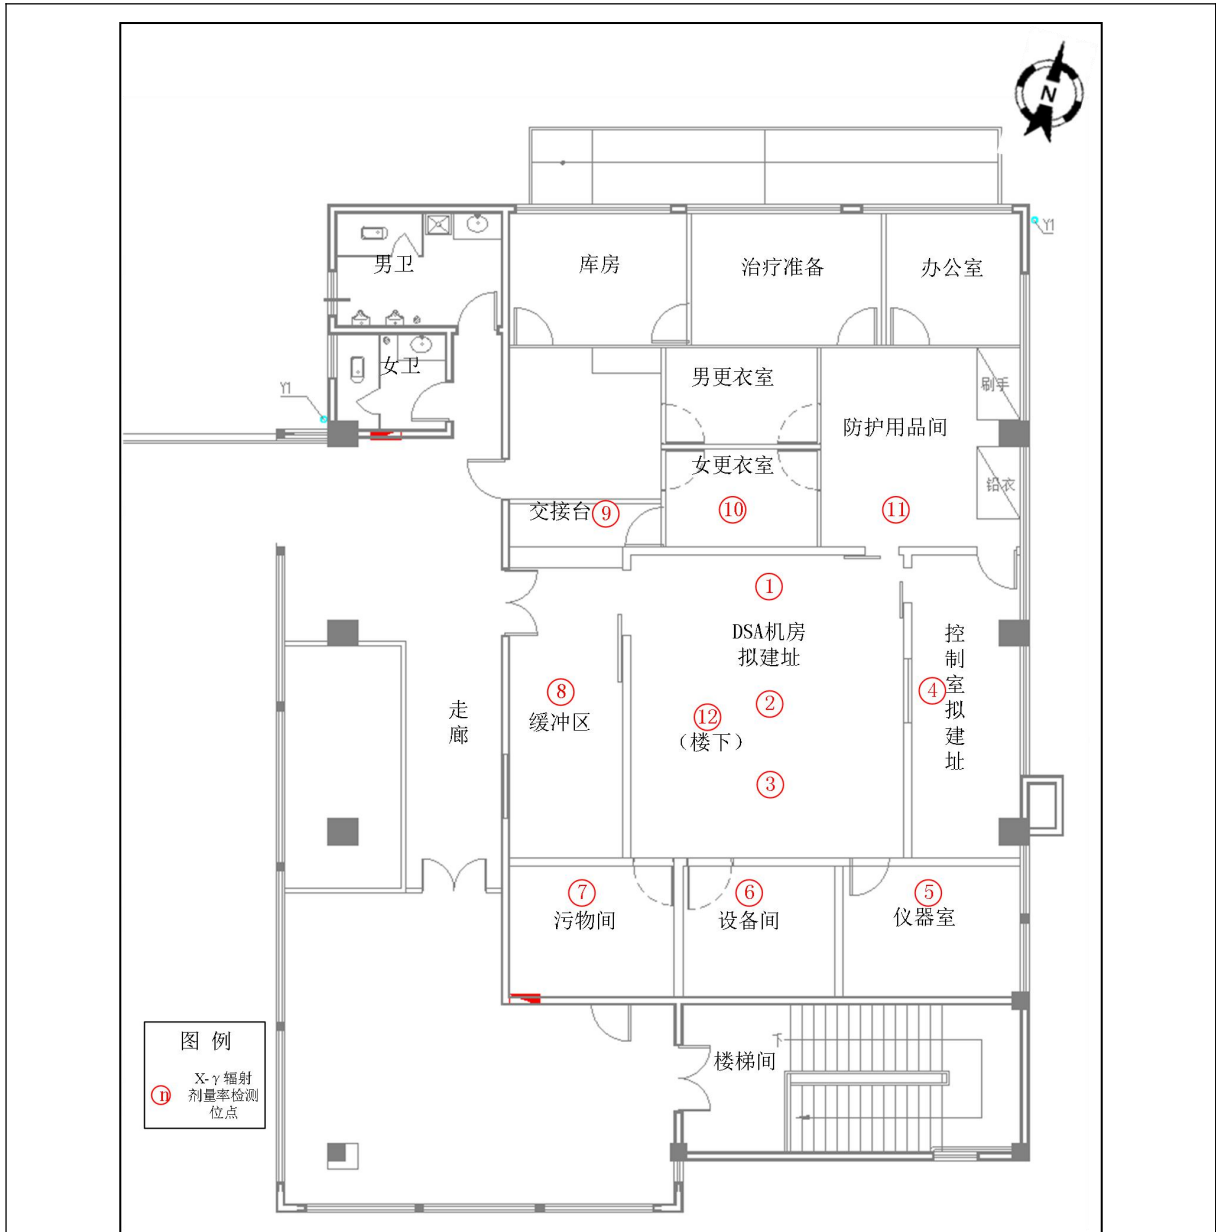 N
Y1
库房
治疗准备
办公室
男卫
女卫
Y1
男更衣室
刷手
防护用品间
女更衣室
铅衣
交接台⑨
⑩
⑪
①
DSA机房
拟建址
控
制
室
拟
建
址
④
⑧
缓冲区
②
⑫
(楼下)
③
走
廊
⑦
污物间
⑥
设备间
⑤
仪器室
图 例
n
X-γ辐射
剂量率检测
位点
楼梯间
下